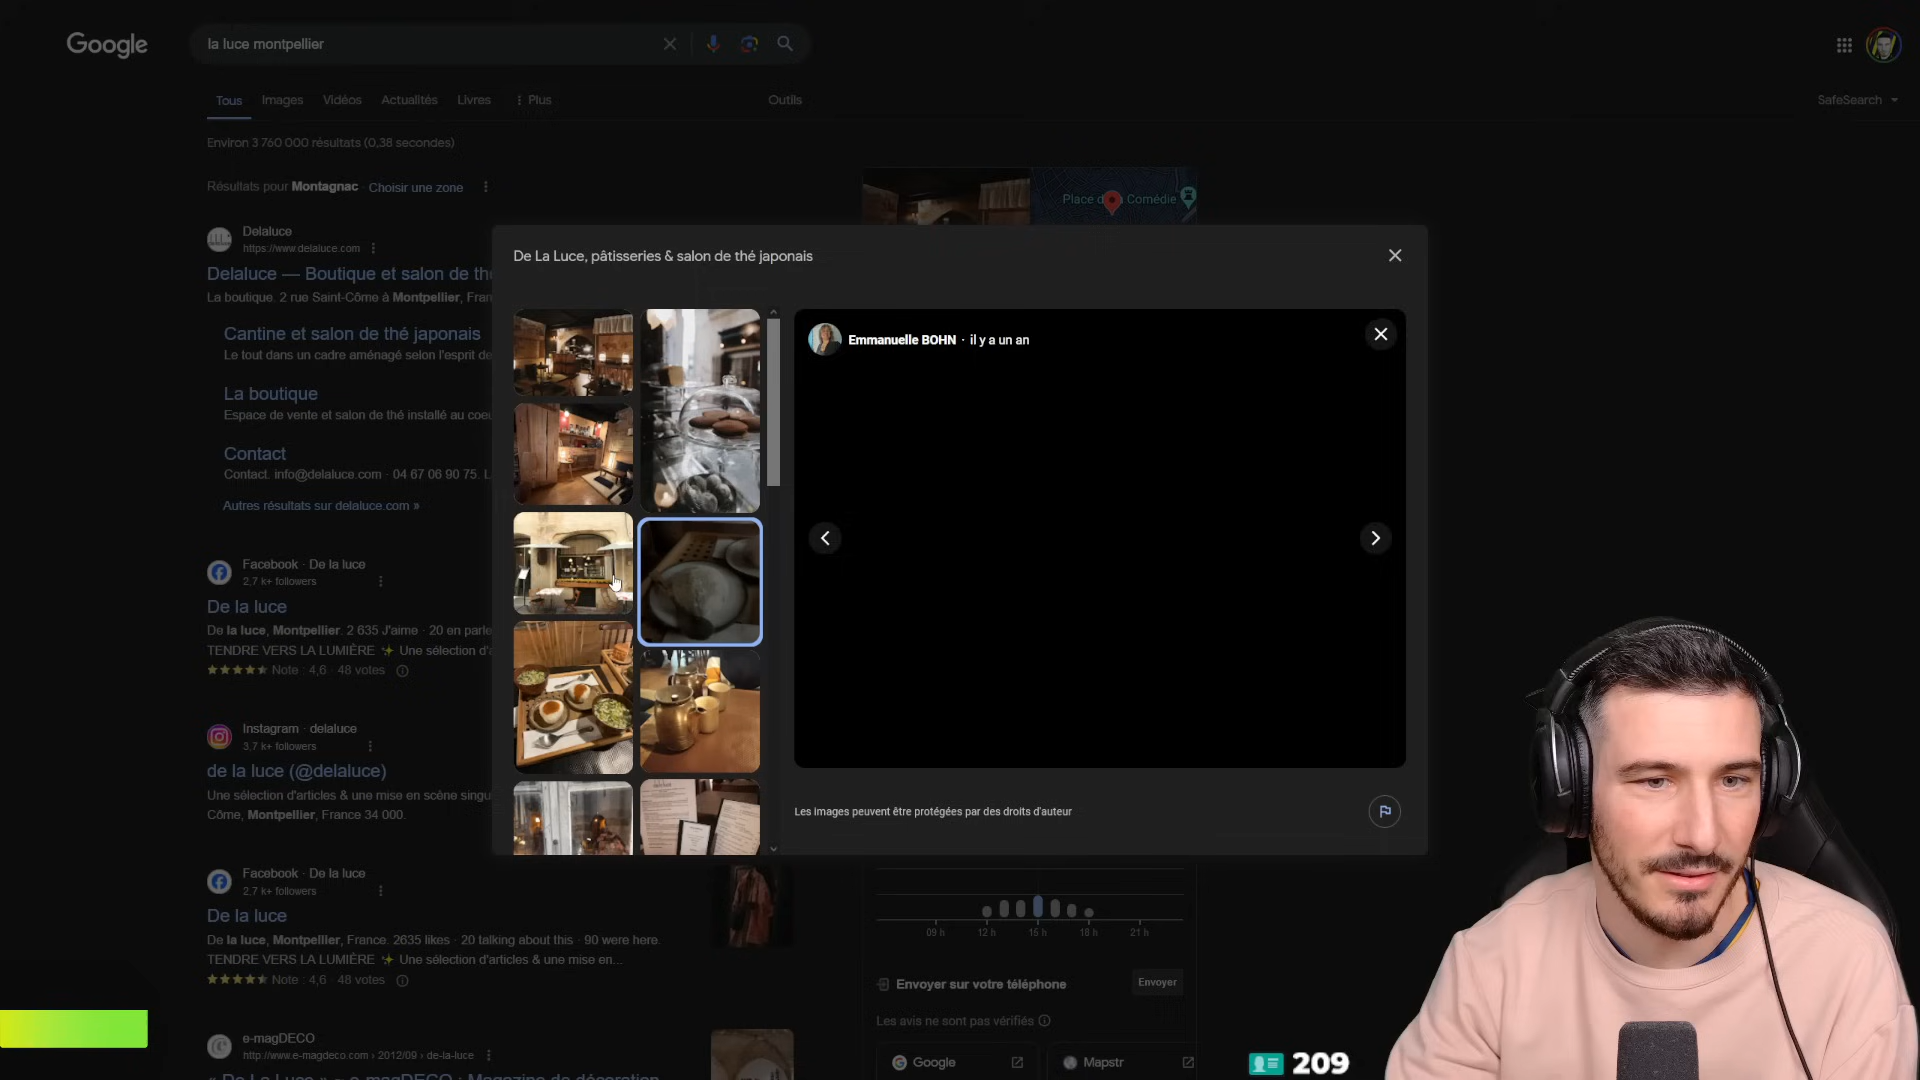 Google
la luce montpellier
Tous
Images
Vidéos
Actualités
Livres
Plus
Outils
SafeSearch
Environ 3 760 000 résultats (0,38 secondes)
Résultats pour Montagnac · Choisir une zone
Delaluce
https://www.delaluce.com
Delaluce — Boutique et salon de thé
La boutique. 2 rue Saint-Côme à Montpellier, Fran
Cantine et salon de thé japonais
Le tout dans un cadre aménagé selon l'esprit de
La boutique
Espace de vente et salon de thé installé au coeu
Contact
Contact. info@delaluce.com · 04 67 06 90 75. L
Autres résultats sur delaluce.com »
Facebook · De la luce
2,7 k+ followers
De la luce
De la luce, Montpellier. 2 635 J'aime · 20 en parle
TENDRE VERS LA LUMIÈRE ✨ Une sélection d'a
Note : 4,6 · 48 votes
Instagram · delaluce
3,7 k+ followers
de la luce (@delaluce)
Une sélection d'articles & une mise en scène singu
Côme, Montpellier, France 34 000.
Facebook · De la luce
2,7 k+ followers
De la luce
De la luce, Montpellier, France. 2635 likes · 20 talking about this · 90 were here.
TENDRE VERS LA LUMIÈRE ✨ Une sélection d'articles & une mise en...
Note : 4,6 · 48 votes
e-magDECO
http://www.e-magdeco.com › 2012/09 › de-la-luce
« De La Luce » - e-magDECO : Magazine de décoration
Place de la Comédie
De La Luce, pâtisseries & salon de thé japonais
Emmanuelle BOHN · il y a un an
Les images peuvent être protégées par des droits d'auteur
09 h
12 h
15 h
18 h
21 h
Envoyer sur votre téléphone
Envoyer
Les avis ne sont pas vérifiés
Google
Mapstr
209